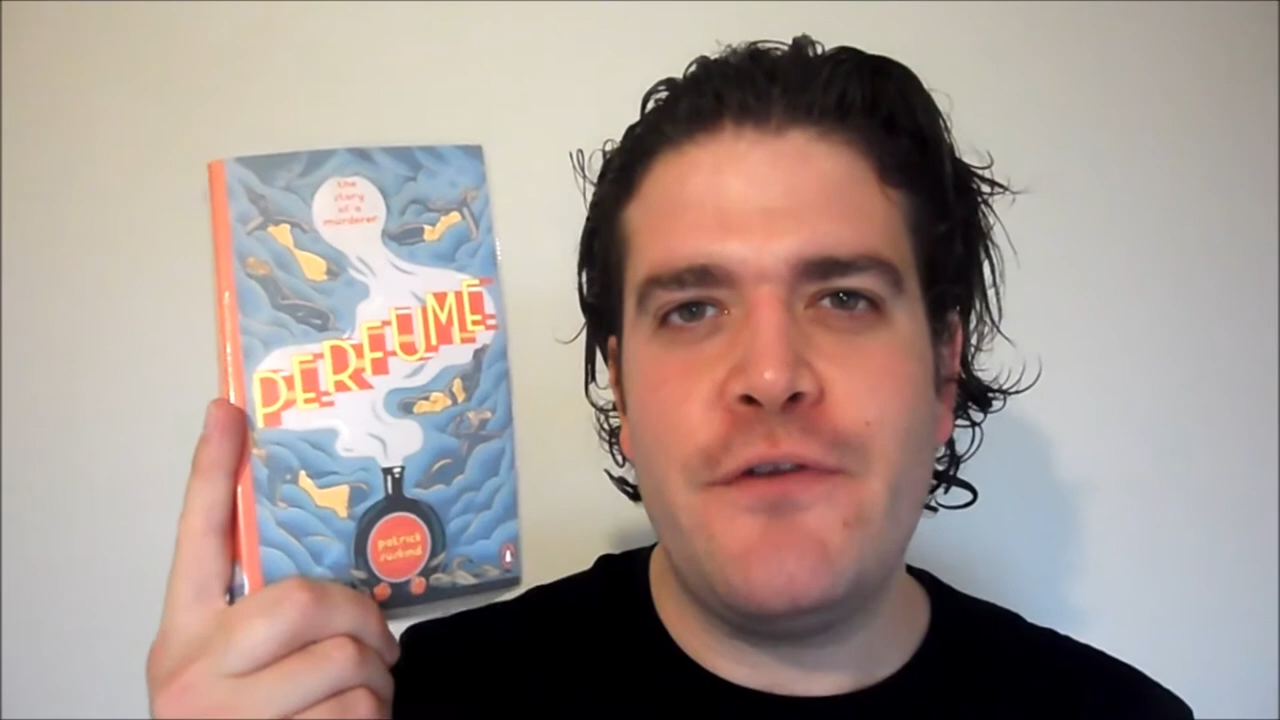 the
story
of a
murderer
PERFUME
patrick
süskind